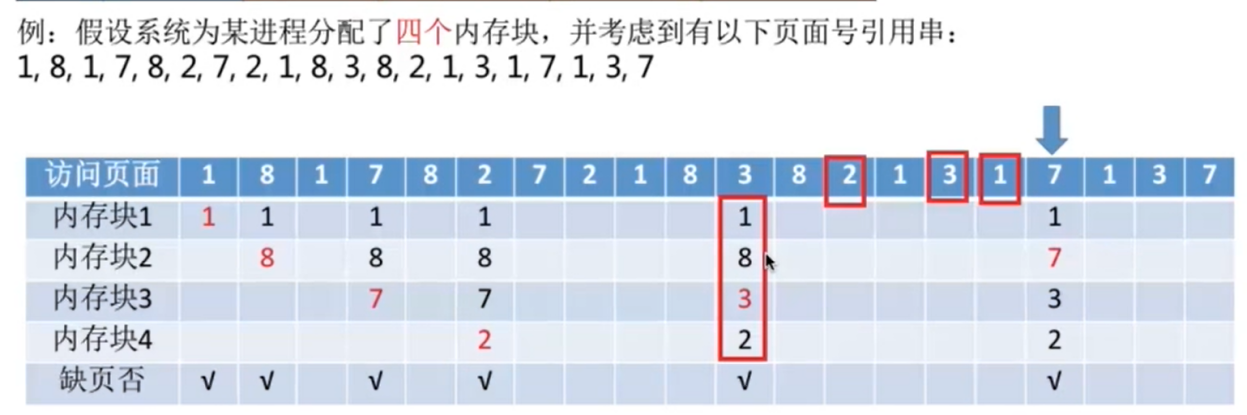 例：假设系统为某进程分配了四个内存块，并考虑到有以下页面号引用串：
1, 8, 1, 7, 8, 2, 7, 2, 1, 8, 3, 8, 2, 1, 3, 1, 7, 1, 3, 7
访问页面 1 8 1 7 8 2 7 2 1 8 3 8 2 1 3 1 7 1 3 7
内存块1 1 1 1 1 1 1
内存块2 8 8 8 8 7
内存块3 7 7 3 3
内存块4 2 2 2
缺页否 √ √ √ √ √ √